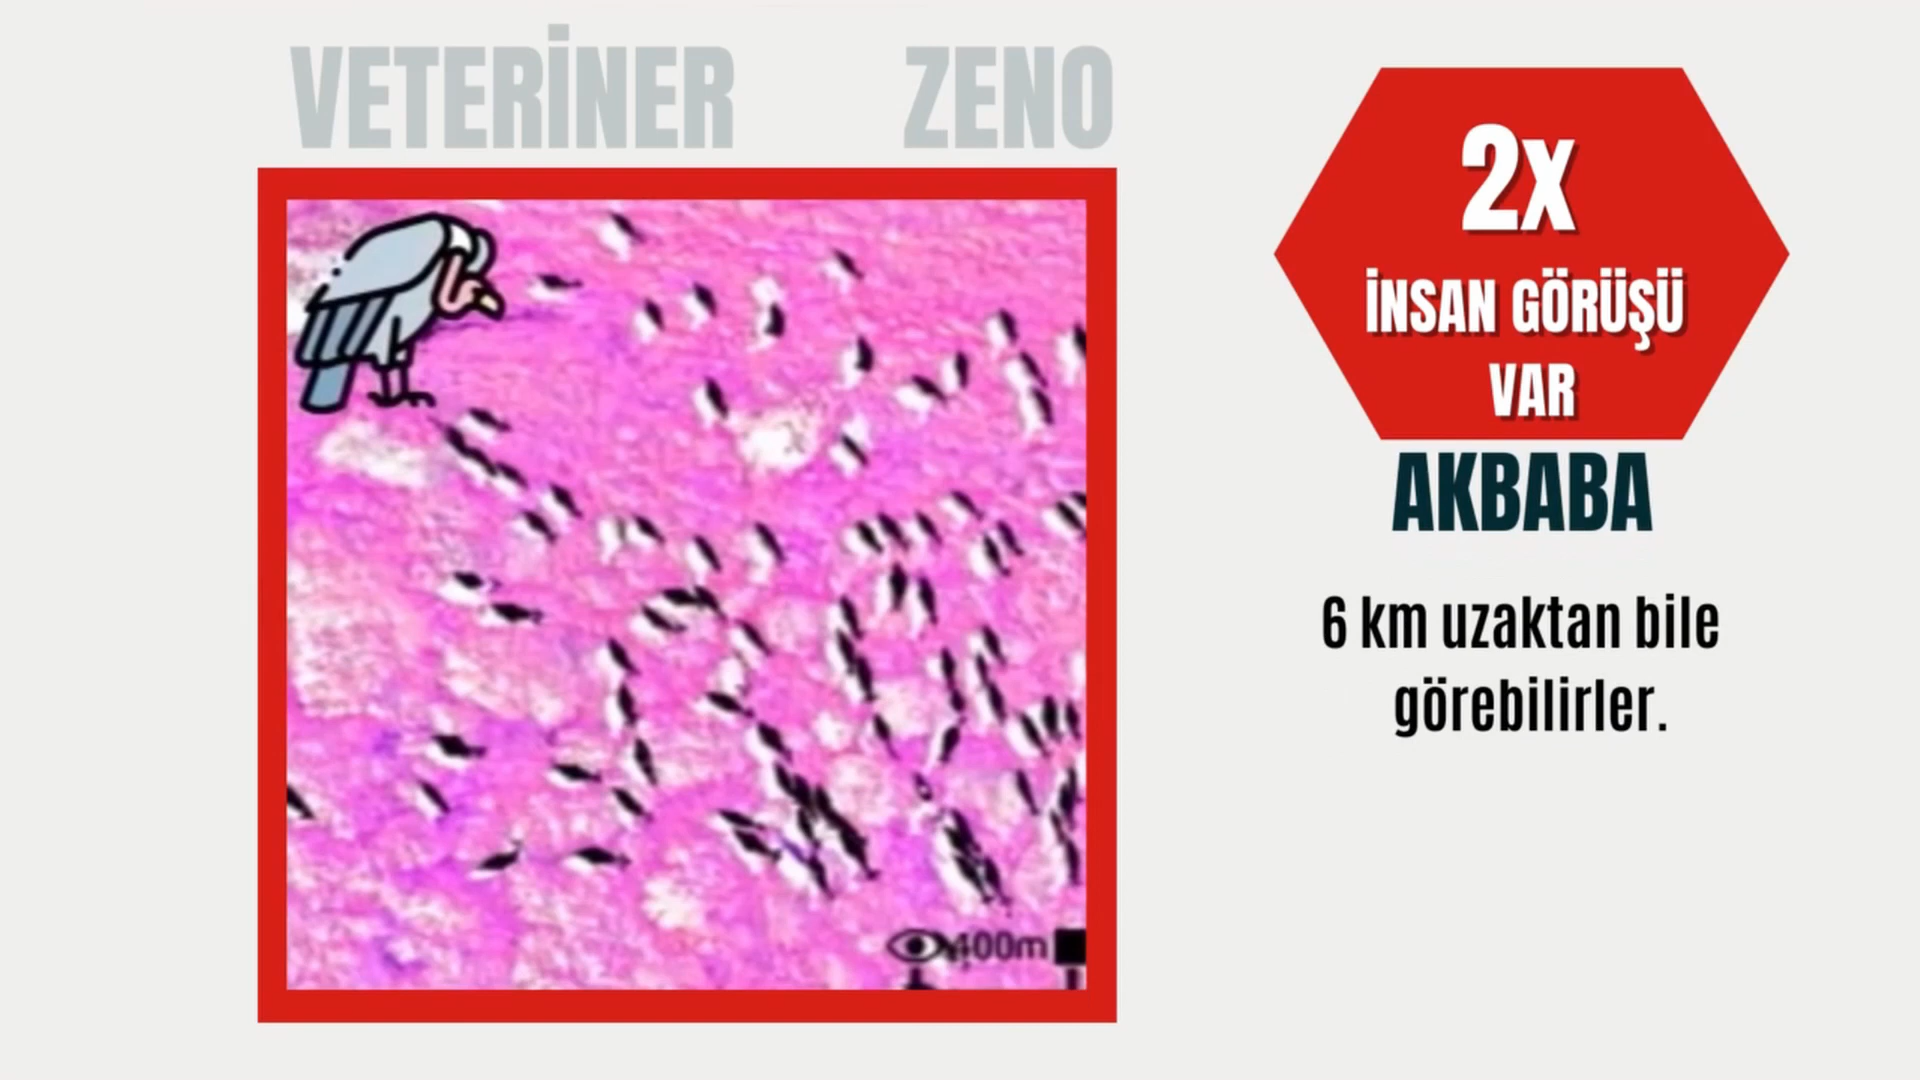 VETERİNER ZENO
2x
İNSAN GÖRÜŞÜ
VAR
AKBABA
6 km uzaktan bile
görebilirler.
400m